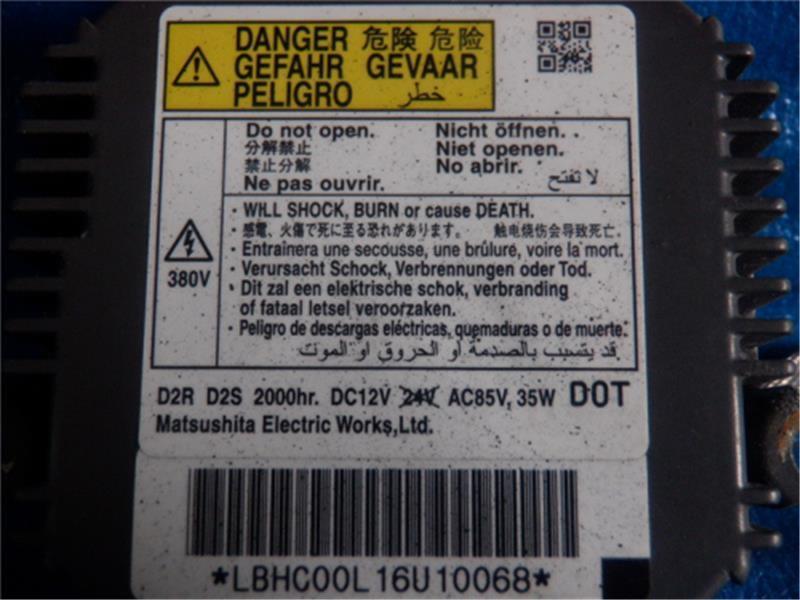 DANGER 危険 危险
GEFAHR GEVAAR
PELIGRO خطر
Do not open. Nicht öffnen.
分解禁止 Niet openen.
禁止分解 No abrir.
Ne pas ouvrir. لا تفتح
· WILL SHOCK, BURN or cause DEATH.
· 感電、火傷で死に至る恐れがあります。 触电烧伤会导致死亡.
· Entraînera une secousse, une brûlure, voire la mort.
· Verursacht Schock, Verbrennungen oder Tod.
· Dit zal een elektrische schok, verbranding
of fataal letsel veroorzaken.
· Peligro de descargas eléctricas, quemaduras o de muerte.
قد يتسبب بالصدمة او الحروق او الموت
380V
D2R D2S 2000hr. DC12V 24V AC85V, 35W DOT
Matsushita Electric Works,Ltd.
*LBHC00L16U10068*